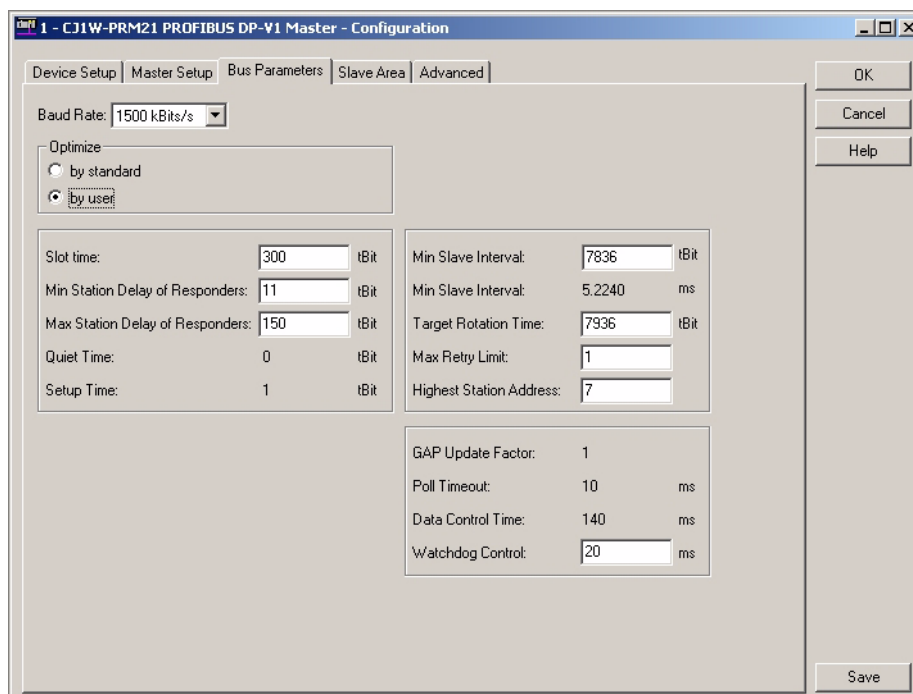 1 - CJ1W-PRM21 PROFIBUS DP-V1 Master - Configuration
Device Setup
Master Setup
Bus Parameters
Slave Area
Advanced
OK
Cancel
Help
Baud Rate: 1500 kBits/s
Optimize
by standard
by user
Slot time: 300 tBit
Min Station Delay of Responders: 11 tBit
Max Station Delay of Responders: 150 tBit
Quiet Time: 0 tBit
Setup Time: 1 tBit
Min Slave Interval: 7836 tBit
Min Slave Interval: 5.2240 ms
Target Rotation Time: 7936 tBit
Max Retry Limit: 1
Highest Station Address: 7
GAP Update Factor: 1
Poll Timeout: 10 ms
Data Control Time: 140 ms
Watchdog Control: 20 ms
Save